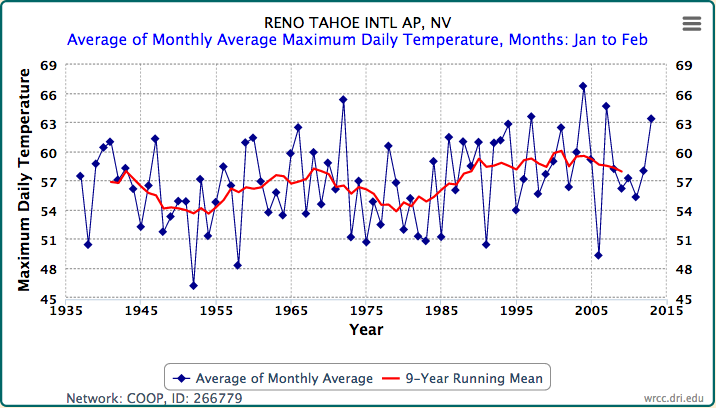 RENO TAHOE INTL AP, NV
Average of Monthly Average Maximum Daily Temperature, Months: Jan to Feb
Maximum Daily Temperature
69 69
66 66
63 63
60 60
57 57
54 54
51 51
48 48
45 45
1935 1945 1955 1965 1975 1985 1995 2005 2015
Year
Average of Monthly Average 9-Year Running Mean
Network: COOP, ID: 266779 wrcc.dri.edu